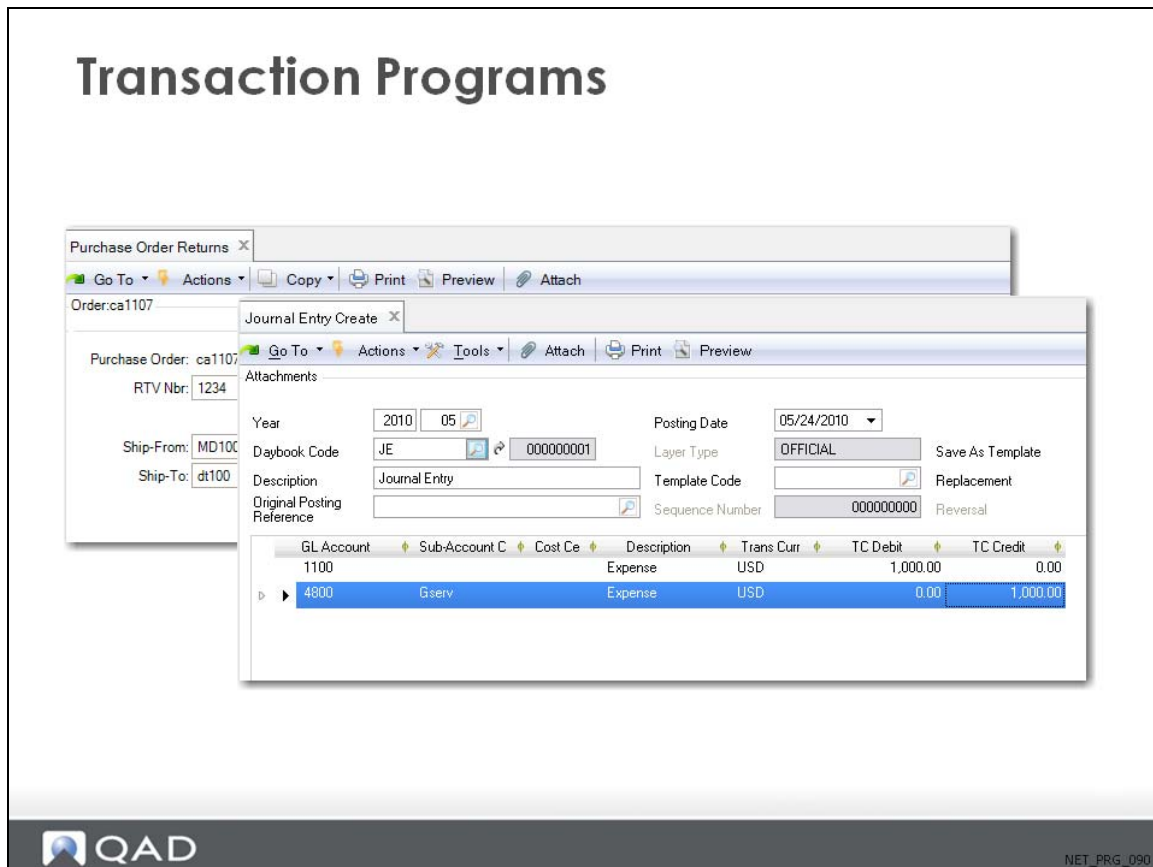 Transaction Programs
Purchase Order Returns
Go To Actions Copy Print Preview Attach
Order:ca1107
Purchase Order: ca1107
RTV Nbr: 1234
Ship-From: MD100
Ship-To: dt100
Journal Entry Create
Go To Actions Tools Attach Print Preview
Attachments
Year 2010 05 Posting Date 05/24/2010
Daybook Code JE 000000001 Layer Type OFFICIAL Save As Template
Description Journal Entry Template Code Replacement
Original Posting Reference Sequence Number 000000000 Reversal
GL Account Sub-Account C Cost Ce Description Trans Curr TC Debit TC Credit
1100 Expense USD 1,000.00 0.00
4800 Gserv Expense USD 0.00 1,000.00
QAD
NET_PRG_090